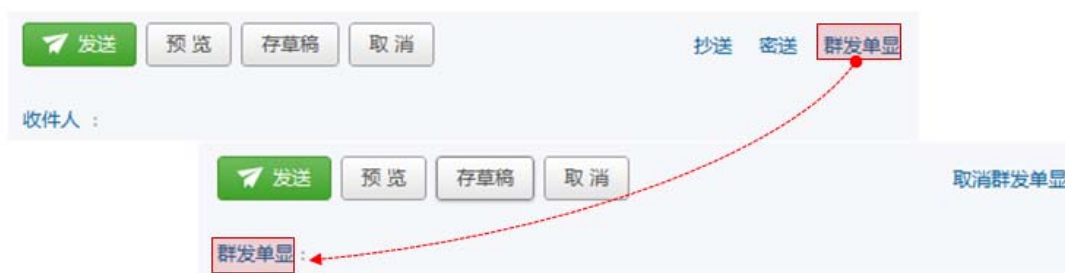 发送 预 览 存草稿 取 消 抄送 密送 群发单显
收件人 :
发送 预 览 存草稿 取 消 取消群发单显
群发单显 :